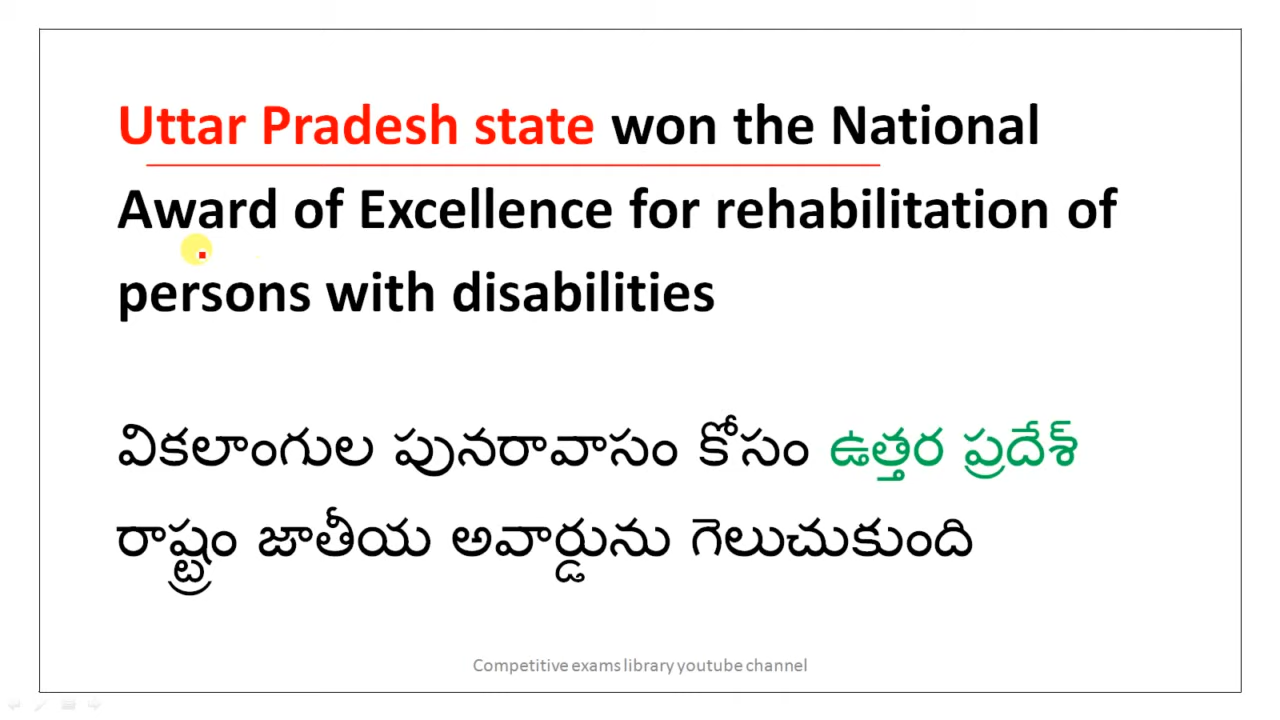 Uttar Pradesh state won the National
Award of Excellence for rehabilitation of
persons with disabilities
వికలాంగుల పునరావాసం కోసం ఉత్తర ప్రదేశ్
రాష్ట్రం జాతీయ అవార్డును గెలుచుకుంది
Competitive exams library youtube channel